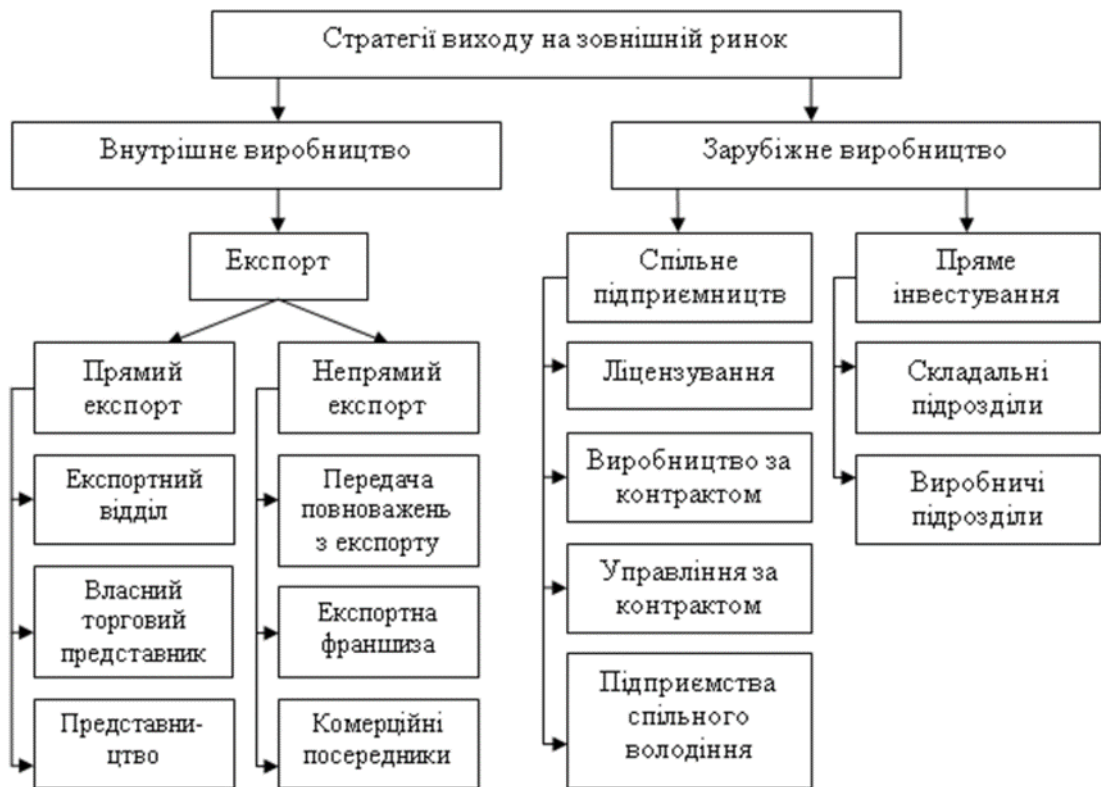 Стратегії виходу на зовнішній ринок
Внутрішнє виробництво
Зарубіжне виробництво
Експорт
Спільне
підприємництв
Пряме
інвестування
Прямий
експорт
Непрямий
експорт
Ліцензування
Складальні
підрозділи
Експортний
відділ
Передача
повноважень
з експорту
Виробництво за
контрактом
Виробничі
підрозділи
Власний
торговий
представник
Експортна
франшиза
Управління за
контрактом
Представни-
цтво
Комерційні
посередники
Підприємства
спільного
володіння